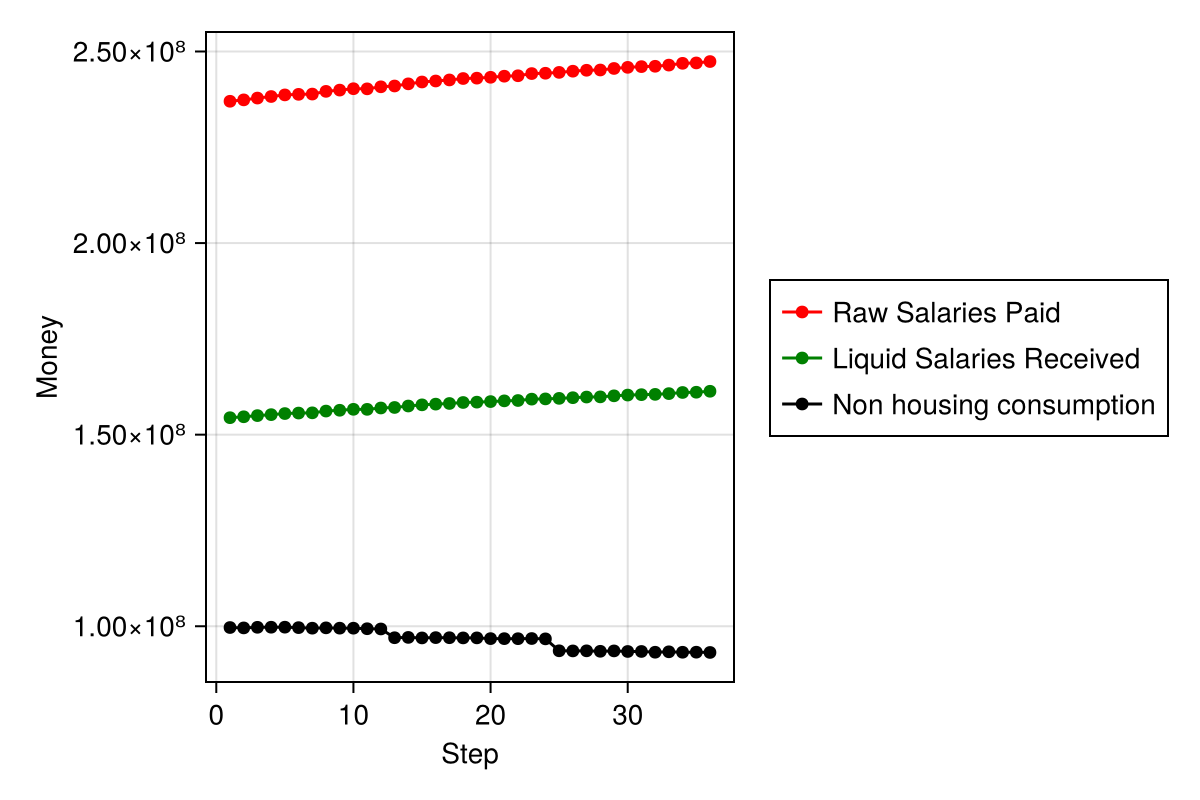 2.50×10⁸
2.00×10⁸
1.50×10⁸
1.00×10⁸
Money
0 10 20 30
Step
Raw Salaries Paid
Liquid Salaries Received
Non housing consumption